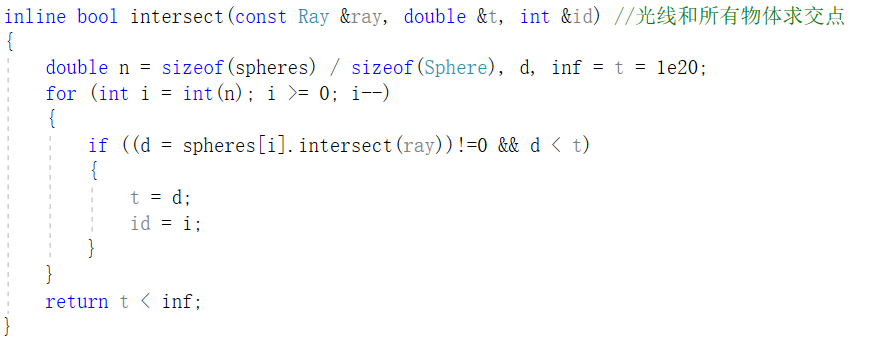 inline bool intersect(const Ray &ray, double &t, int &id) //光线和所有物体求交点
{
    double n = sizeof(spheres) / sizeof(Sphere), d, inf = t = 1e20;
    for (int i = int(n); i >= 0; i--)
    {
        if ((d = spheres[i].intersect(ray))!=0 && d < t)
        {
            t = d;
            id = i;
        }
    }
    return t < inf;
}